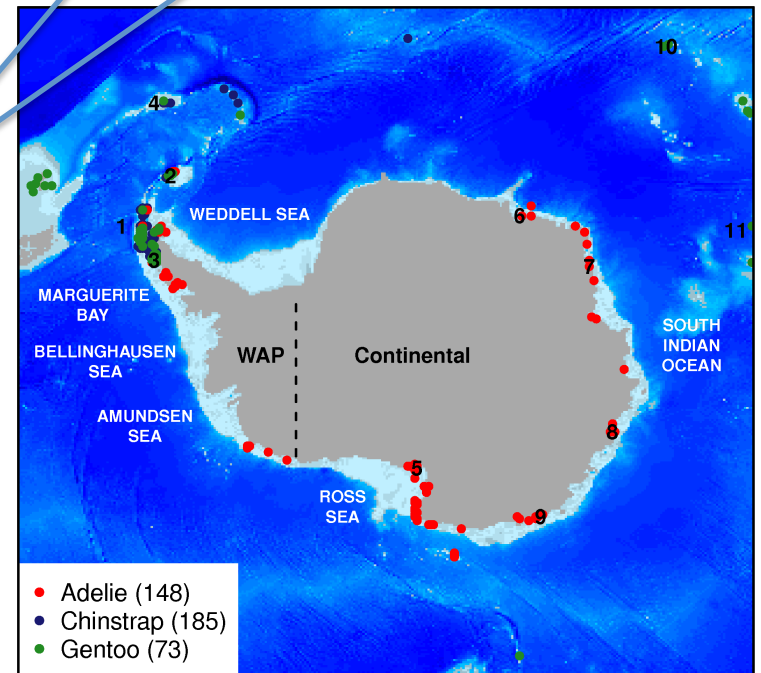 10
4
2
WEDDELL SEA
6
1
11
3
7
MARGUERITE
BAY
SOUTH
INDIAN
OCEAN
BELLINGHAUSEN
SEA
WAP
Continental
AMUNDSEN
SEA
8
5
ROSS
SEA
9
Adelie (148)
Chinstrap (185)
Gentoo (73)